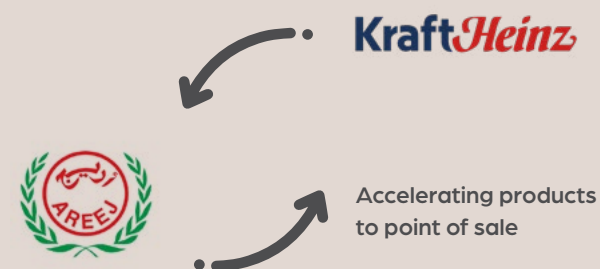 KraftHeinz
أريج
AREEJ
Accelerating products
to point of sale